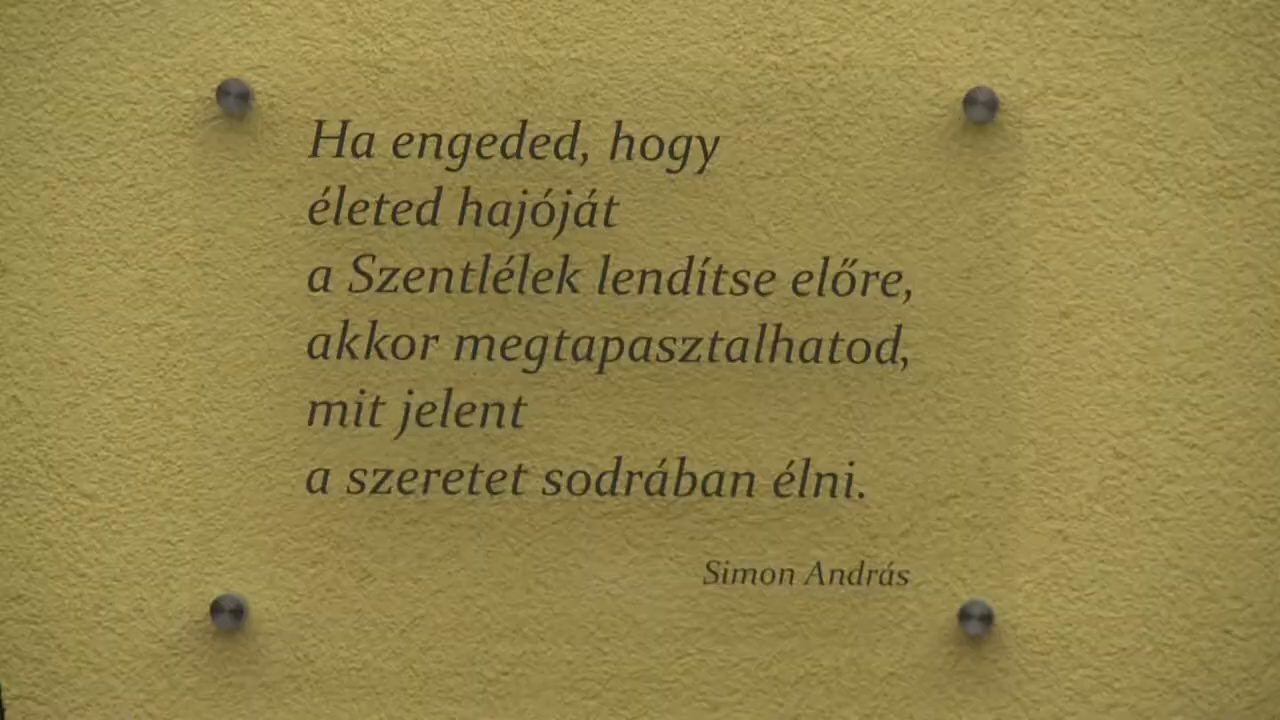 Ha engeded, hogy
életed hajóját
a Szentlélek lendítse előre,
akkor megtapasztalhatod,
mit jelent
a szeretet sodrában élni.
Simon András